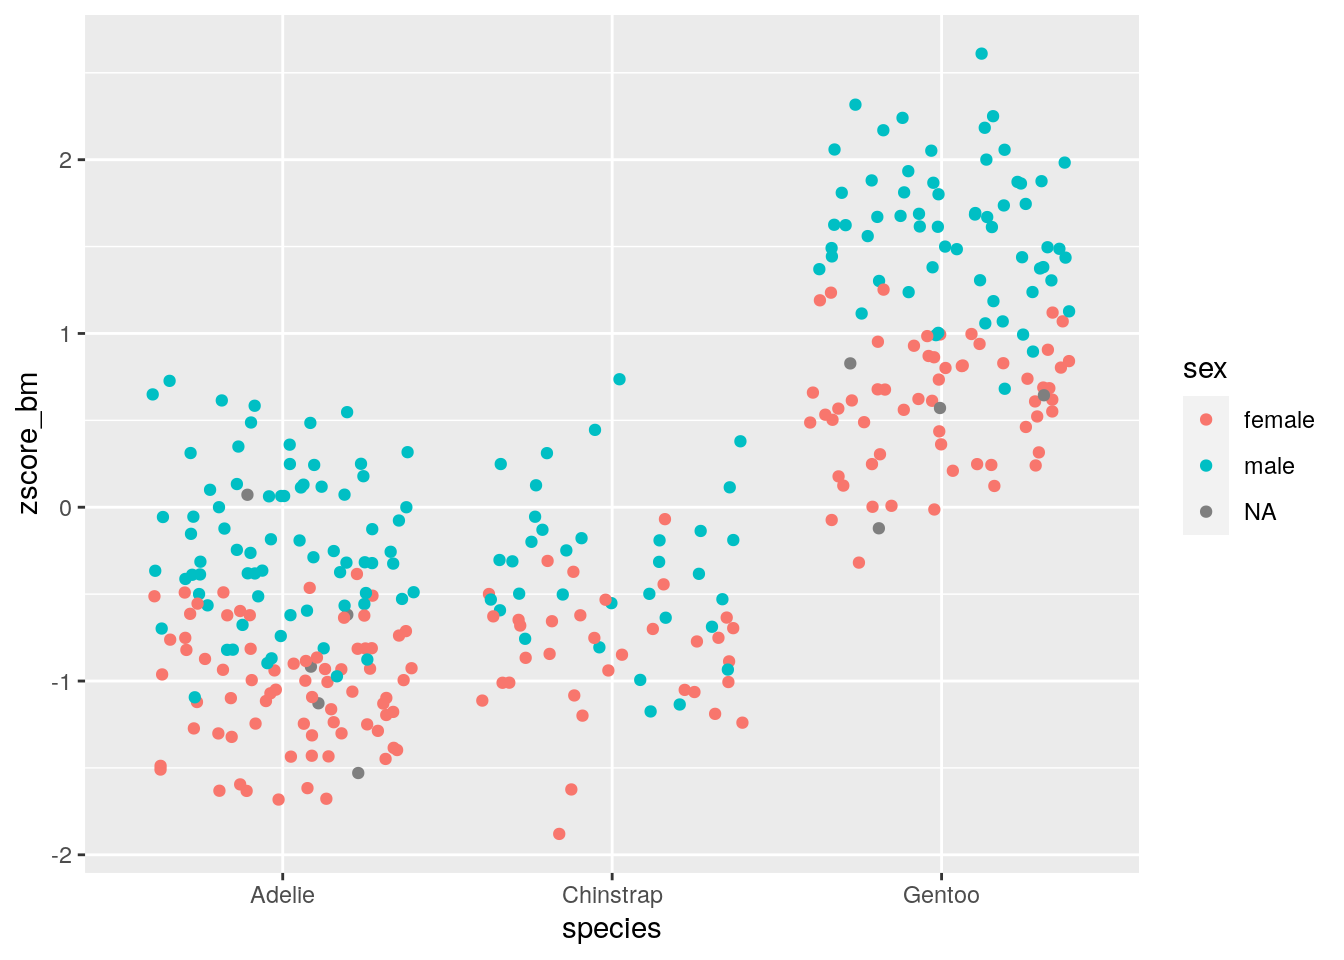 zscore_bm
2
1
0
-1
-2
Adelie
Chinstrap
Gentoo
species
sex
female
male
NA